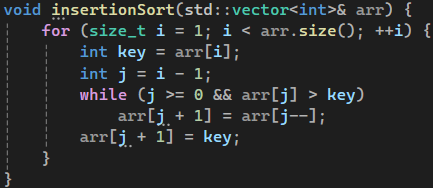 void insertionSort(std::vector<int>& arr) {
    for (size_t i = 1; i < arr.size(); ++i) {
        int key = arr[i];
        int j = i - 1;
        while (j >= 0 && arr[j] > key)
            arr[j + 1] = arr[j--];
        arr[j + 1] = key;
    }
}